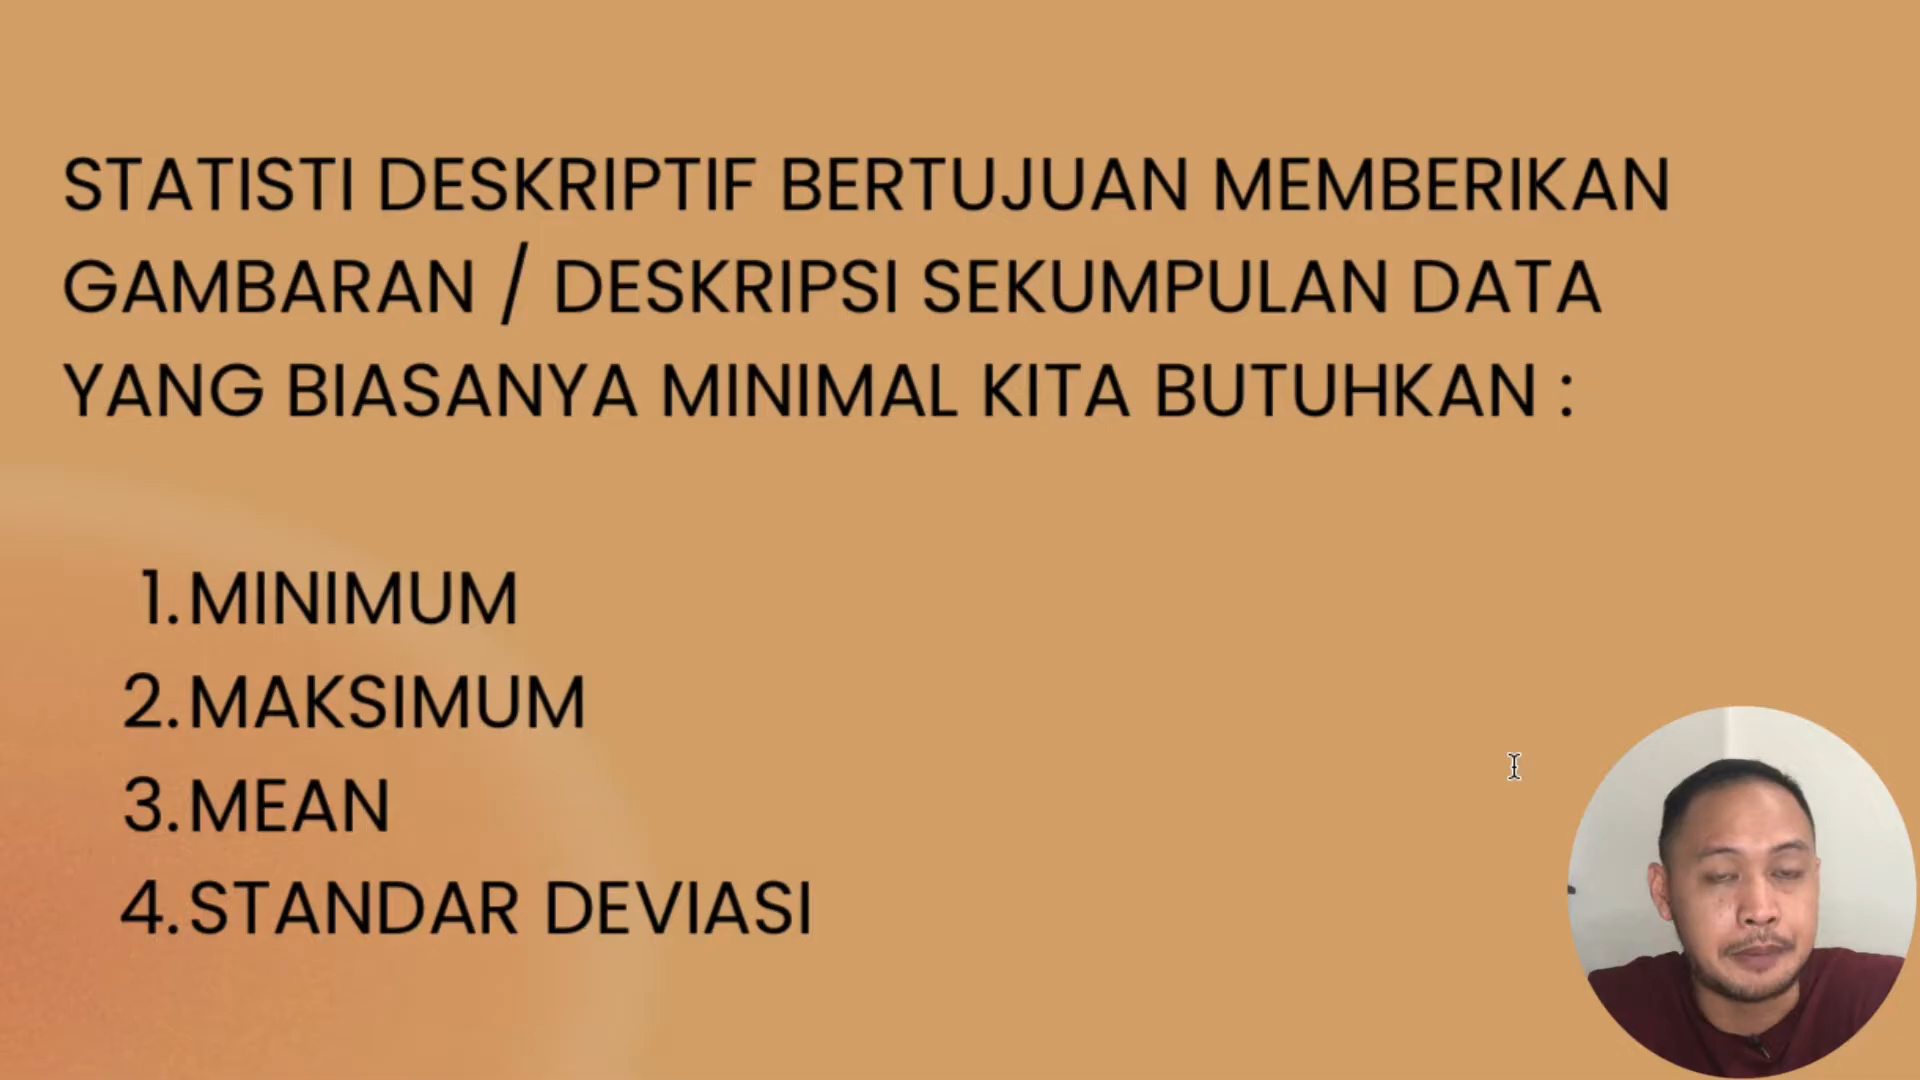 STATISTI DESKRIPTIF BERTUJUAN MEMBERIKAN
GAMBARAN / DESKRIPSI SEKUMPULAN DATA
YANG BIASANYA MINIMAL KITA BUTUHKAN :
1. MINIMUM
2. MAKSIMUM
3. MEAN
4. STANDAR DEVIASI